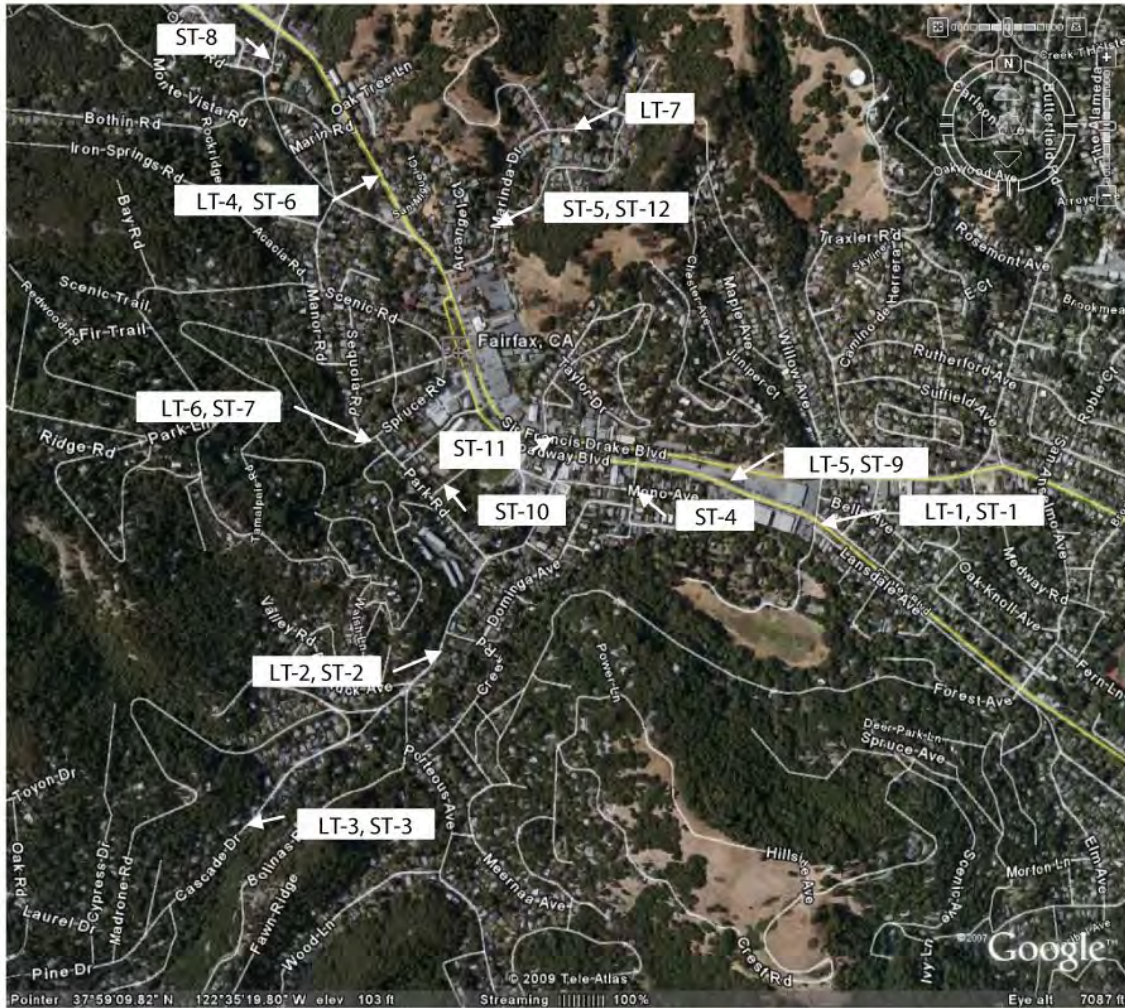 ST-8
Monte Vista Rd
Oak Tree Ln
Creek
The Alameda
Bothin Rd
Marin Rd
Rockridge
LT-7
Carlson
N
Butterfield Rd
Iron-Springs Rd
Oakwood Ave
LT-4, ST-6
Marinda Dr
Arcangel Ct
ST-5, ST-12
Bay Rd
Acacia Rd
Traxler Rd
Skyline
Rosemont Ave
Scenic-Trail
Redwood
Fir-Trail
Manor-Rd
Scenic-Rd
Sequoia-Rd
Chester-Ave
Maple Ave
Willow Ave
Camino de Herrera
E-Ct
Fairfax, CA
Taylor-Dr
Juniper-Ct
Rutherford-Ave
Suffield-Ave
Roble Ct
LT-6, ST-7
Spruce Rd
Park-Ln
Ridge-Rd
ST-11
Sir Francis Drake Blvd
Broadway Blvd
LT-5, ST-9
San Anselmo Ave
Park-Rd
ST-10
Mono Ave
ST-4
Belle Ave
LT-1, ST-1
Tamalpais
Lansdale Ave
Medway-Rd
Oak-Knoll-Ave
Dominga-Ave
Valley-Rd
Creek-Rd
Power-Ln
LT-2, ST-2
Forest-Ave
Fern-Ln
Deer-Park-Ln
Spruce-Ave
Porteous-Ave
Toyon-Dr
LT-3, ST-3
Cascade-Dr
Oak Rd
Cypress-Dr
Madrone-Rd
Laurel-Dr
Fawn-Ridge
Wood-Ln
Meernaa-Ave
Hillside Ave
Scenic-Ave
Morton-Ln
Elm-Ave
Pine Dr
Crest-Rd
Ivy Ln
©2007
Google™
© 2009 Tele Atlas
Pointer 37°59'09.82" N 122°35'19.80" W elev 103 ft Streaming 100% Eye alt 7087 ft